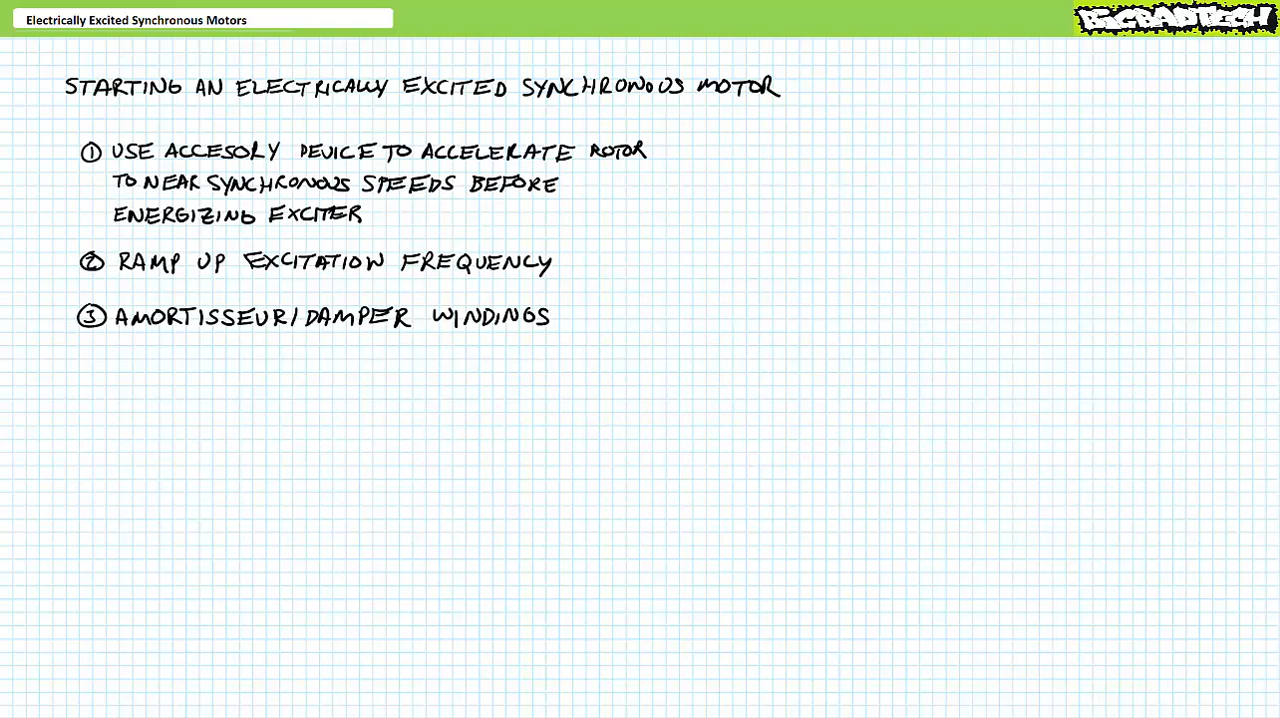 Electrically Excited Synchronous Motors
BIGBADTECH
STARTING AN ELECTRICALLY EXCITED SYNCHRONOUS MOTOR
① USE ACCESORY DEVICE TO ACCELERATE ROTOR
TO NEAR SYNCHRONOUS SPEEDS BEFORE
ENERGIZING EXCITER
② RAMP UP EXCITATION FREQUENCY
③ AMORTISSEUR/DAMPER WINDINGS